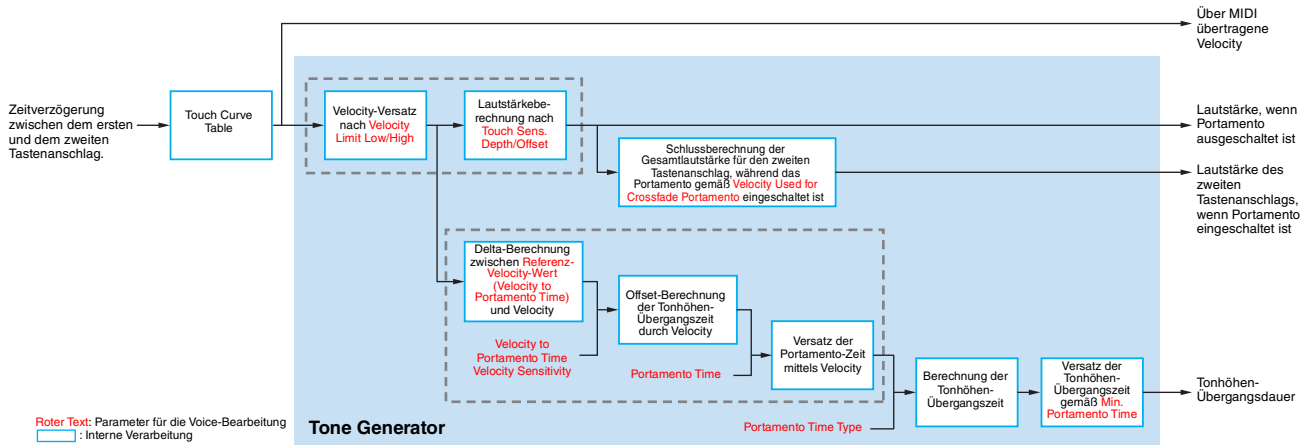 Über MIDI
übertragene
Velocity
Zeitverzögerung
zwischen dem ersten
und dem zweiten
Tastenanschlag.
Touch Curve
Table
Velocity-Versatz
nach Velocity
Limit Low/High
Lautstärkebe-
rechnung nach
Touch Sens.
Depth/Offset
Lautstärke, wenn
Portamento
ausgeschaltet ist
Schlussberechnung der
Gesamtlautstärke für den zweiten
Tastenanschlag, während das
Portamento gemäß Velocity Used for
Crossfade Portamento eingeschaltet ist
Lautstärke des
zweiten
Tastenanschlags,
wenn Portamento
eingeschaltet ist
Delta-Berechnung
zwischen Referenz-
Velocity-Wert
(Velocity to
Portamento Time)
und Velocity
Velocity to
Portamento Time
Velocity Sensitivity
Offset-Berechnung
der Tonhöhen-
Übergangszeit
durch Velocity
Portamento Time
Versatz der
Portamento-Zeit
mittels Velocity
Portamento Time Type
Berechnung der
Tonhöhen-
Übergangszeit
Versatz der
Tonhöhen-
Übergangszeit
gemäß Min.
Portamento Time
Tonhöhen-
Übergangsdauer
Roter Text: Parameter für die Voice-Bearbeitung
: Interne Verarbeitung
Tone Generator